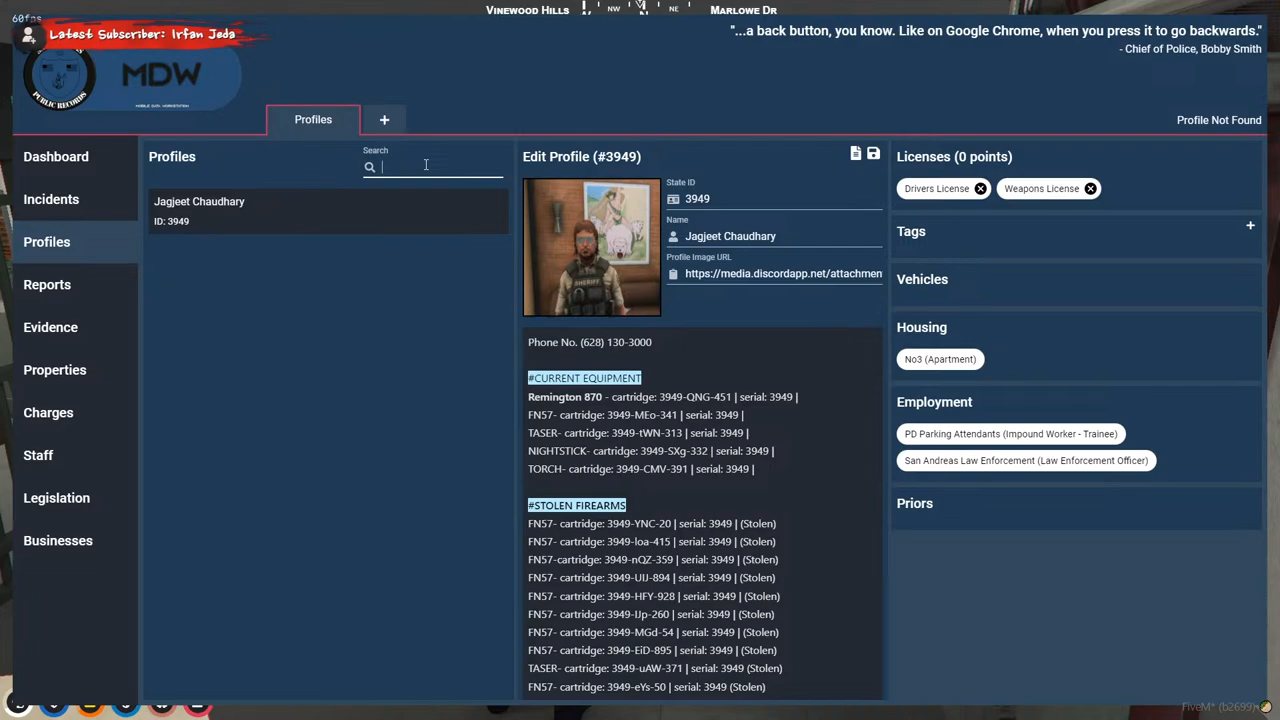 60fps
VINEWOOD HILLS
NW
N
NE
MARLOWE DR
Latest Subscriber: Irfan Jeda
"...a back button, you know. Like on Google Chrome, when you press it to go backwards."
- Chief of Police, Bobby Smith
PUBLIC RECORDS
MDW
MOBILE DATA WORKSTATION
Profiles
+
Profile Not Found
Dashboard
Incidents
Profiles
Reports
Evidence
Properties
Charges
Staff
Legislation
Businesses
Profiles
Search
Jagjeet Chaudhary
ID: 3949
Edit Profile (#3949)
State ID
3949
Name
Jagjeet Chaudhary
Profile Image URL
https://media.discordapp.net/attachmen
SHERIFF
Phone No. (628) 130-3000
#CURRENT EQUIPMENT
Remington 870 - cartridge: 3949-QNG-451 | serial: 3949 |
FN57- cartridge: 3949-MEo-341 | serial: 3949 |
TASER- cartridge: 3949-tWN-313 | serial: 3949 |
NIGHTSTICK- cartridge: 3949-SXg-332 | serial: 3949 |
TORCH- cartridge: 3949-CMV-391 | serial: 3949 |
#STOLEN FIREARMS
FN57- cartridge: 3949-YNC-20 | serial: 3949 | (Stolen)
FN57- cartridge: 3949-loa-415 | serial: 3949 | (Stolen)
FN57-cartridge: 3949-nQZ-359 | serial: 3949 | (Stolen)
FN57- cartridge: 3949-UIJ-894 | serial: 3949 | (Stolen)
FN57- cartridge: 3949-HFY-928 | serial: 3949 | (Stolen)
FN57- cartridge: 3949-IJp-260 | serial: 3949 | (Stolen)
FN57- cartridge: 3949-MGd-54 | serial: 3949 | (Stolen)
FN57- cartridge: 3949-EiD-895 | serial: 3949 | (Stolen)
TASER- cartridge: 3949-uAW-371 | serial: 3949 (Stolen)
FN57- cartridge: 3949-eYs-50 | serial: 3949 (Stolen)
Licenses (0 points)
Drivers License
Weapons License
Tags
+
Vehicles
Housing
No3 (Apartment)
Employment
PD Parking Attendants (Impound Worker - Trainee)
San Andreas Law Enforcement (Law Enforcement Officer)
Priors
FiveM* (b2699)